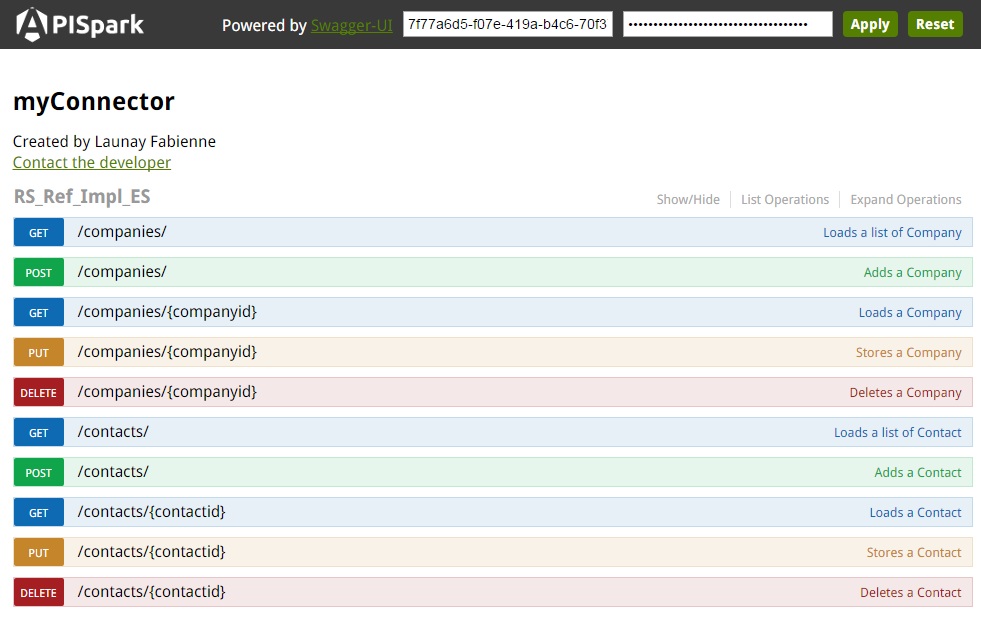 APISpark Powered by Swagger-UI 7f77a6d5-f07e-419a-b4c6-70f3 Apply Reset
myConnector
Created by Launay Fabienne
Contact the developer
RS_Ref_Impl_ES Show/Hide List Operations Expand Operations
GET /companies/ Loads a list of Company
POST /companies/ Adds a Company
GET /companies/{companyid} Loads a Company
PUT /companies/{companyid} Stores a Company
DELETE /companies/{companyid} Deletes a Company
GET /contacts/ Loads a list of Contact
POST /contacts/ Adds a Contact
GET /contacts/{contactid} Loads a Contact
PUT /contacts/{contactid} Stores a Contact
DELETE /contacts/{contactid} Deletes a Contact